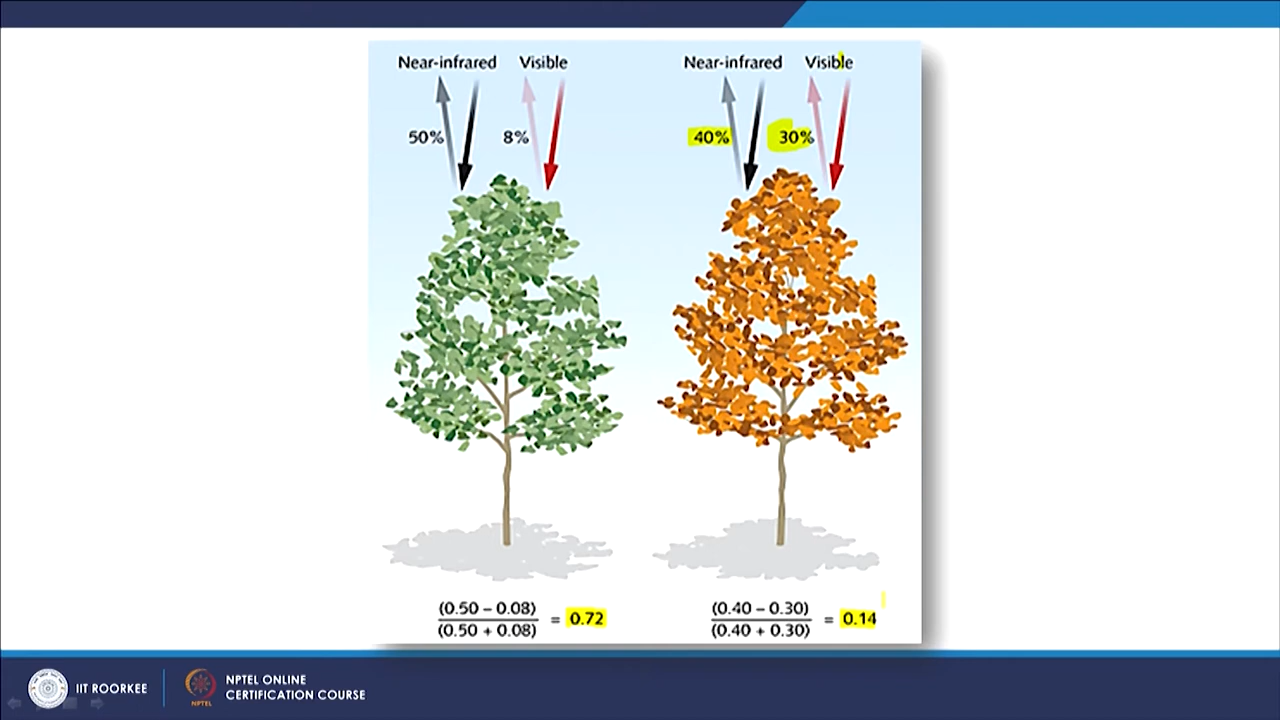 Near-infrared Visible
50% 8%
(0.50 – 0.08)
(0.50 + 0.08)
= 0.72
Near-infrared Visible
40% 30%
(0.40 – 0.30)
(0.40 + 0.30)
= 0.14
IIT ROORKEE
NPTEL
NPTEL ONLINE
CERTIFICATION COURSE